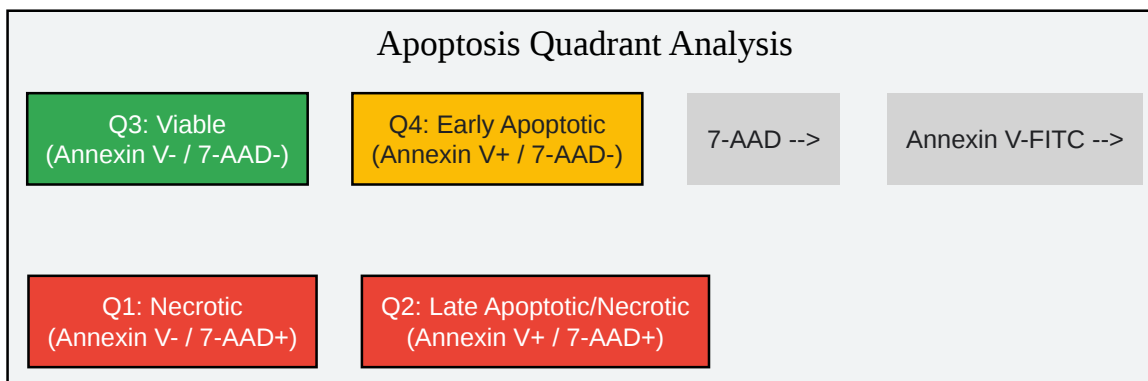 Apoptosis Quadrant Analysis
Q3: Viable
(Annexin V- / 7-AAD-)
Q4: Early Apoptotic
(Annexin V+ / 7-AAD-)
7-AAD -->
Annexin V-FITC -->
Q1: Necrotic
(Annexin V- / 7-AAD+)
Q2: Late Apoptotic/Necrotic
(Annexin V+ / 7-AAD+)